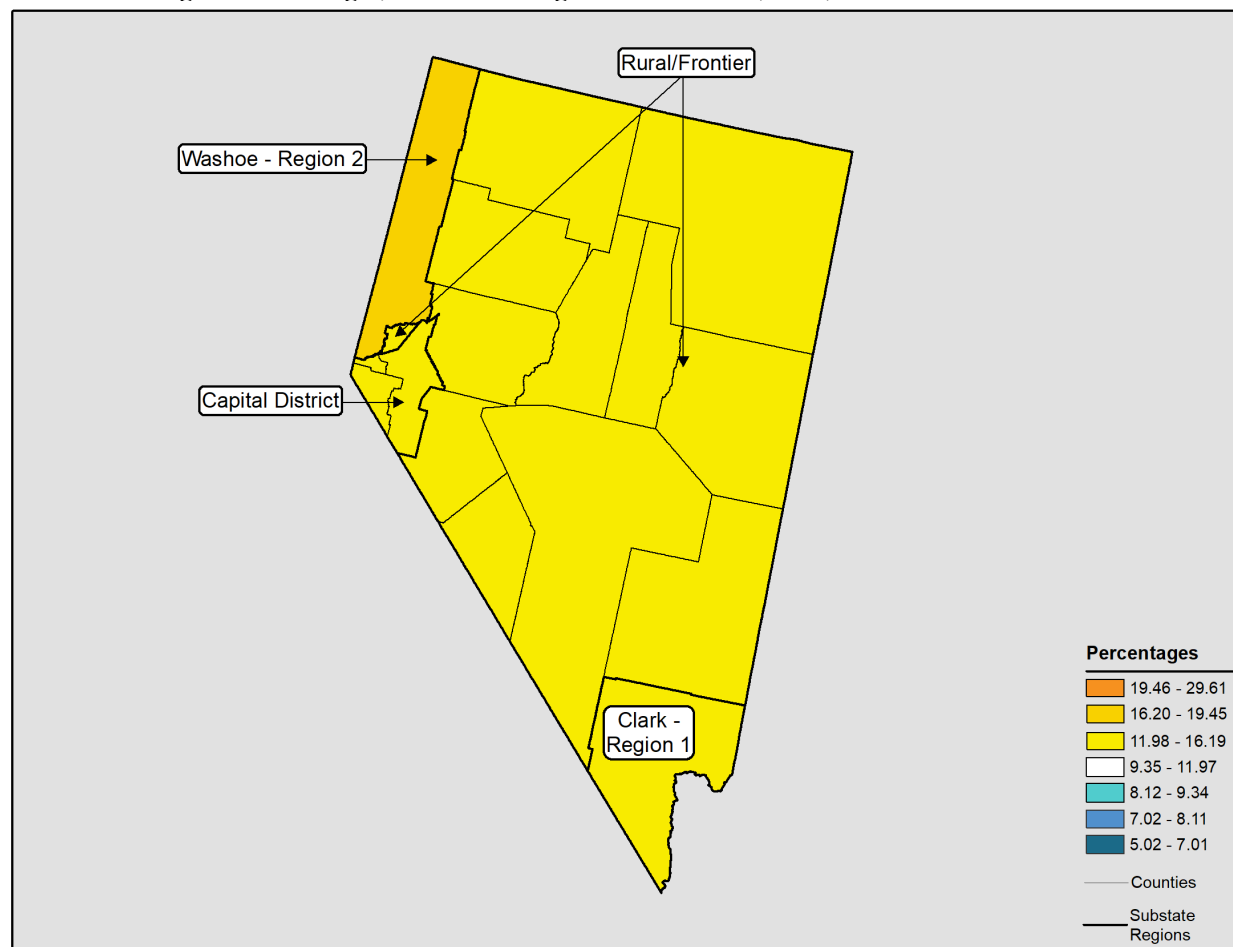 Rural/Frontier
Washoe - Region 2
Capital District
Clark -
Region 1
Percentages
19.46 - 29.61
16.20 - 19.45
11.98 - 16.19
9.35 - 11.97
8.12 - 9.34
7.02 - 8.11
5.02 - 7.01
Counties
Substate
Regions